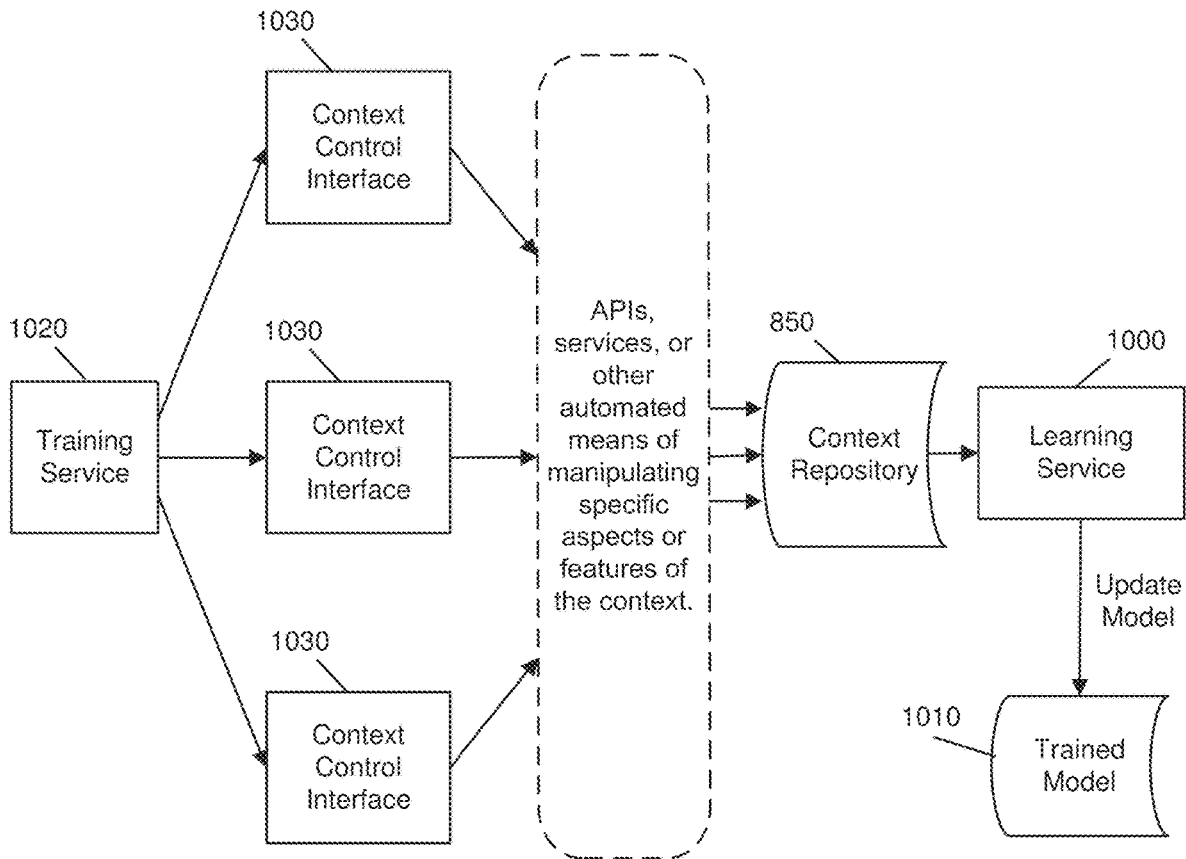 1030
Context
Control
Interface
1020
Training
Service
1030
Context
Control
Interface
1030
Context
Control
Interface
APIs,
services, or
other
automated
means of
manipulating
specific
aspects or
features of
the context.
850
Context
Repository
1000
Learning
Service
Update
Model
1010
Trained
Model